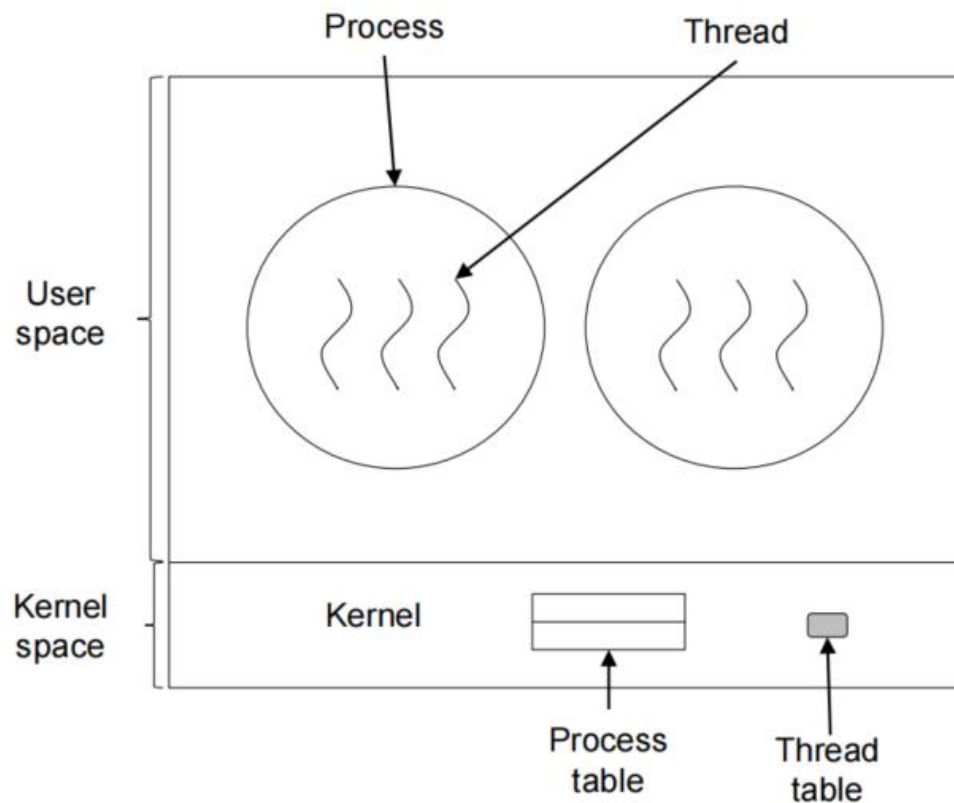 Process
Thread
User
space
Kernel
space
Kernel
Process
table
Thread
table